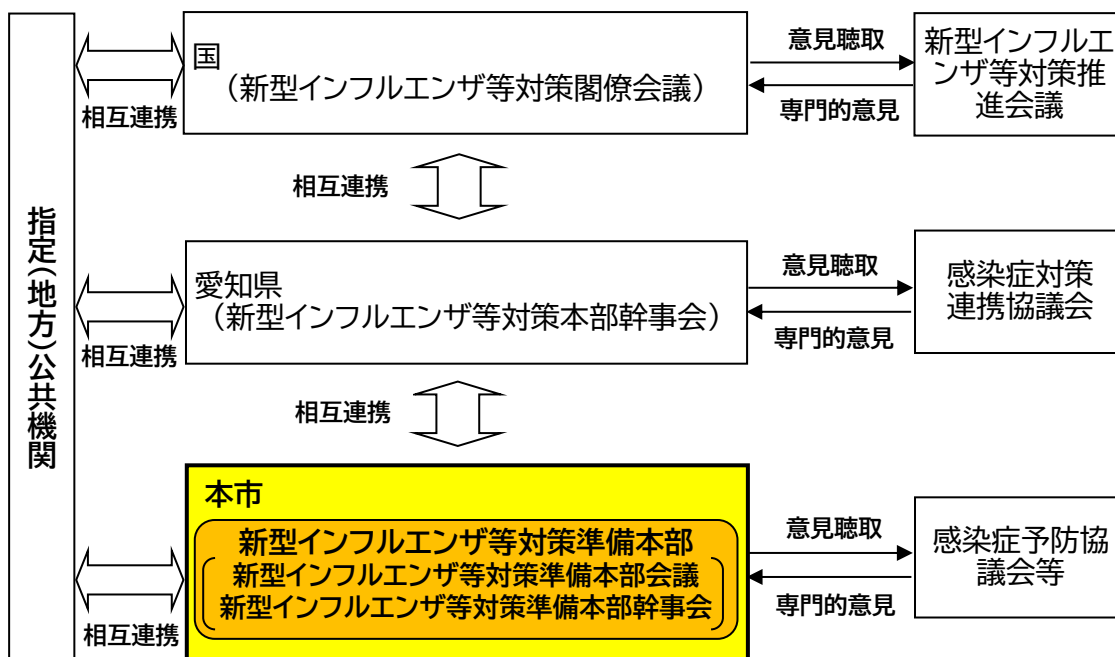 指定(地方)公共機関
相互連携
国
(新型インフルエンザ等対策閣僚会議)
意見聴取
専門的意見
新型インフルエ
ンザ等対策推
進会議
相互連携
相互連携
愛知県
(新型インフルエンザ等対策本部幹事会)
意見聴取
専門的意見
感染症対策
連携協議会
相互連携
相互連携
本市
新型インフルエンザ等対策準備本部
新型インフルエンザ等対策準備本部会議
新型インフルエンザ等対策準備本部幹事会
意見聴取
専門的意見
感染症予防協
議会等